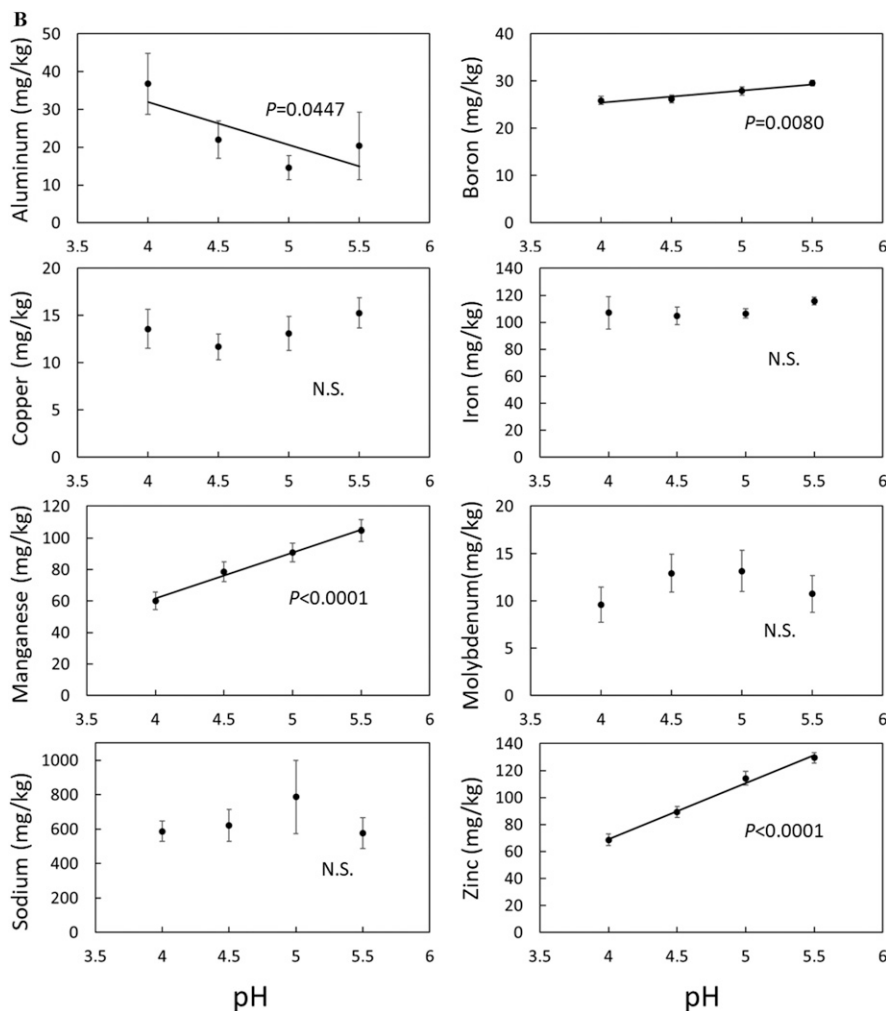 B
Aluminum (mg/kg)
50
40
30
20
10
0
P=0.0447
3.5 4 4.5 5 5.5 6
Boron (mg/kg)
40
30
20
10
0
P=0.0080
3.5 4 4.5 5 5.5 6
Copper (mg/kg)
20
15
10
5
0
N.S.
3.5 4 4.5 5 5.5 6
Iron (mg/kg)
140
120
100
80
60
40
20
0
N.S.
3.5 4 4.5 5 5.5 6
Manganese (mg/kg)
120
100
80
60
40
20
0
P<0.0001
3.5 4 4.5 5 5.5 6
Molybdenum(mg/kg)
20
15
10
5
0
N.S.
3.5 4 4.5 5 5.5 6
Sodium (mg/kg)
1000
800
600
400
200
0
N.S.
3.5 4 4.5 5 5.5 6
pH
Zinc (mg/kg)
140
120
100
80
60
40
20
0
P<0.0001
3.5 4 4.5 5 5.5 6
pH